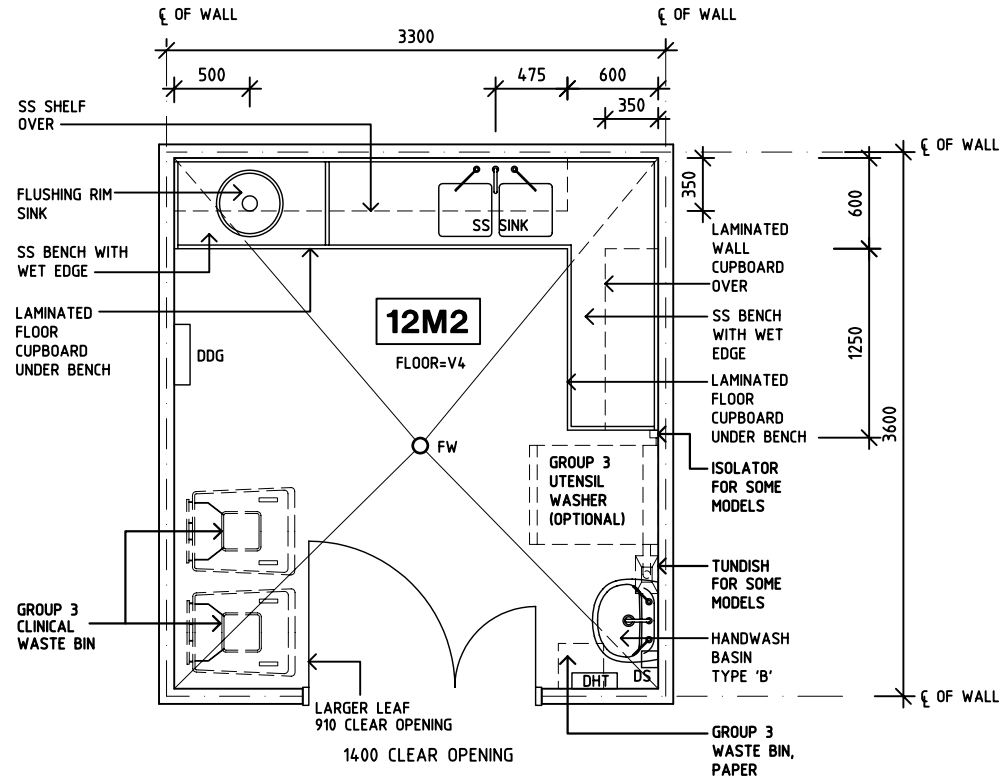 ℄ OF WALL
℄ OF WALL
3300
500
475
600
350
SS SHELF
OVER
℄ OF WALL
FLUSHING RIM
SINK
SS SINK
350
600
SS BENCH WITH
WET EDGE
LAMINATED
WALL
CUPBOARD
OVER
LAMINATED
FLOOR
CUPBOARD
UNDER BENCH
12M2
FLOOR=V4
DDG
SS BENCH
WITH WET
EDGE
1250
LAMINATED
FLOOR
CUPBOARD
UNDER BENCH
3600
FW
GROUP 3
UTENSIL
WASHER
(OPTIONAL)
ISOLATOR
FOR SOME
MODELS
TUNDISH
FOR SOME
MODELS
GROUP 3
CLINICAL
WASTE BIN
HANDWASH
BASIN
TYPE 'B'
DHT
DS
LARGER LEAF
910 CLEAR OPENING
1400 CLEAR OPENING
℄ OF WALL
GROUP 3
WASTE BIN,
PAPER